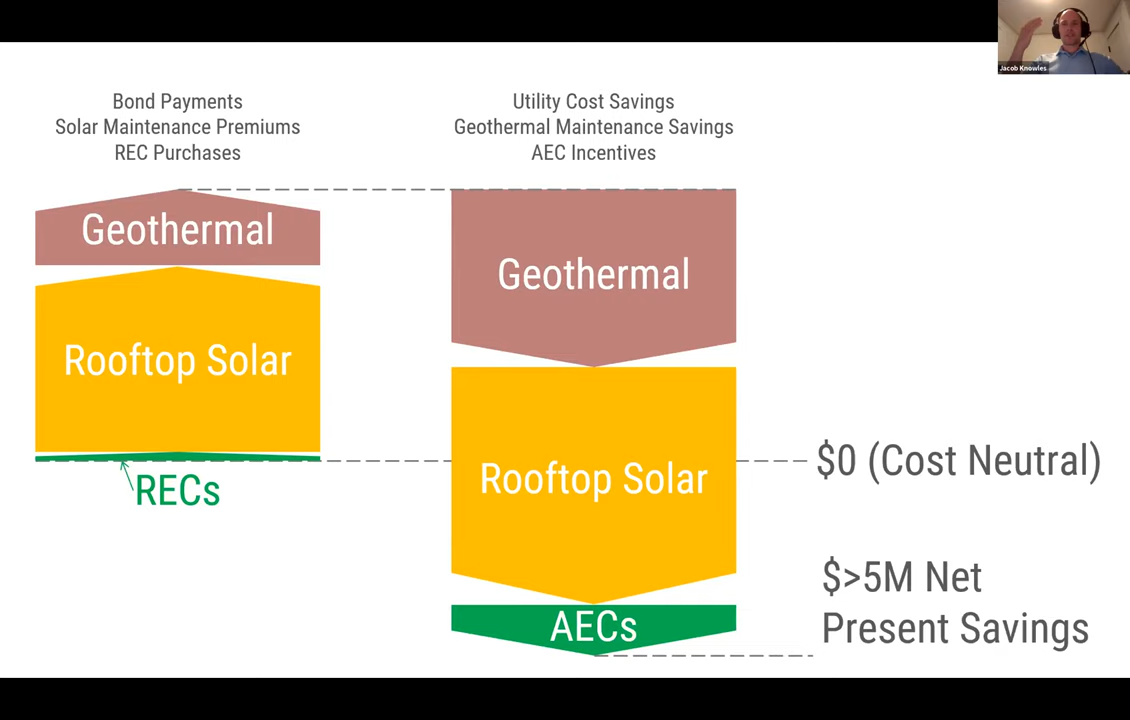 Jacob Knowles
Bond Payments
Solar Maintenance Premiums
REC Purchases
Geothermal
Rooftop Solar
RECs
Utility Cost Savings
Geothermal Maintenance Savings
AEC Incentives
Geothermal
Rooftop Solar
AECs
$0 (Cost Neutral)
$>5M Net
Present Savings